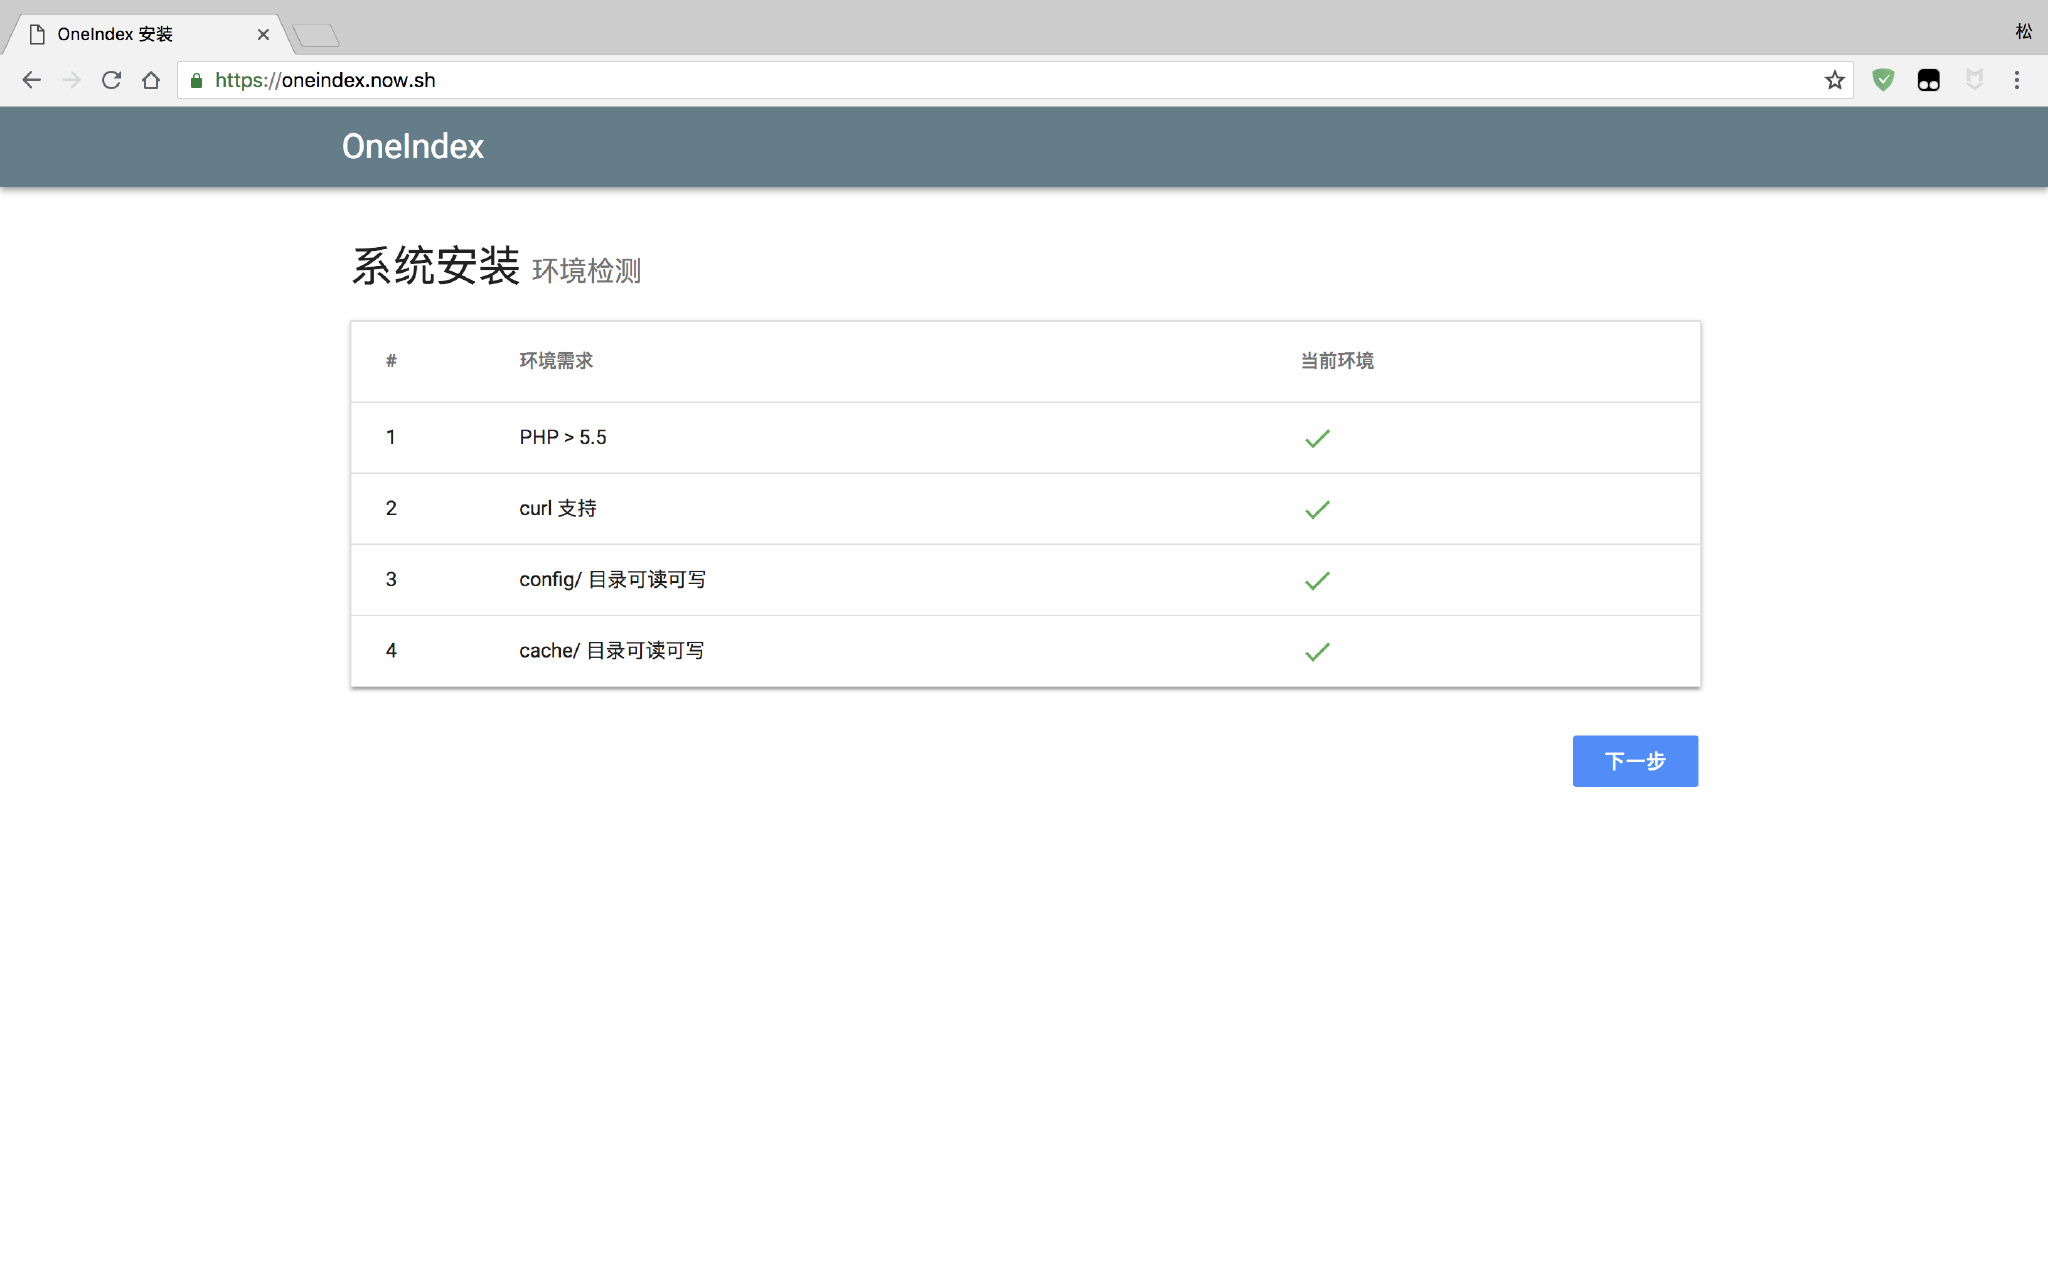 OneIndex 安装
松
https://oneindex.now.sh
OneIndex
系统安装 环境检测
# 环境需求 当前环境
1 PHP > 5.5
2 curl 支持
3 config/ 目录可读可写
4 cache/ 目录可读可写
下一步